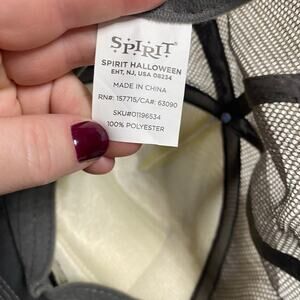 SPIRIT
SPIRIT HALLOWEEN
EHT, NJ, USA 08234
MADE IN CHINA
RN#: 157715/CA#: 63090
SKU#01196534
100% POLYESTER